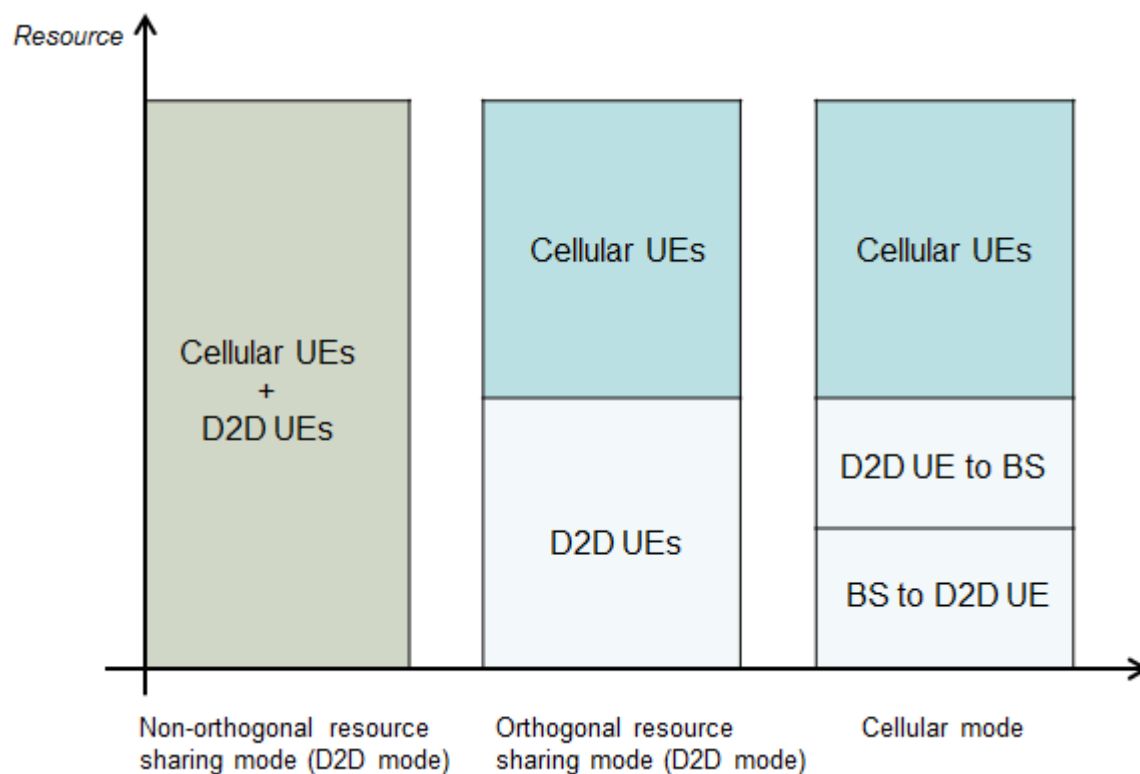 Resource
Cellular UEs
+
D2D UEs
Cellular UEs
D2D UEs
Cellular UEs
D2D UE to BS
BS to D2D UE
Non-orthogonal resource
sharing mode (D2D mode)
Orthogonal resource
sharing mode (D2D mode)
Cellular mode